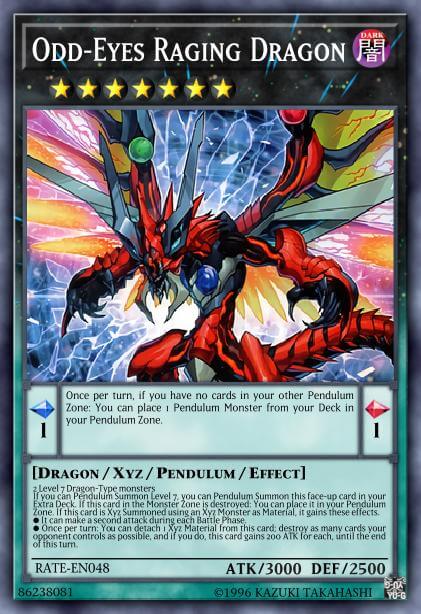 Odd-Eyes Raging Dragon
DARK
闇
Once per turn, if you have no cards in your other Pendulum
Zone: You can place 1 Pendulum Monster from your Deck in
your Pendulum Zone.
1
1
[Dragon / Xyz / Pendulum / Effect]
2 Level 7 Dragon-Type monsters
If you can Pendulum Summon Level 7, you can Pendulum Summon this face-up card in your
Extra Deck. If this card in the Monster Zone is destroyed: You can place it in your Pendulum
Zone. If this card is Xyz Summoned using an Xyz Monster as Material, it gains these effects.
● It can make a second attack during each Battle Phase.
● Once per turn: You can detach 1 Xyz Material from this card; destroy as many cards your
opponent controls as possible, and if you do, this card gains 200 ATK for each, until the end
of this turn.
RATE-EN048
ATK/3000 DEF/2500
86238081
©1996 KAZUKI TAKAHASHI